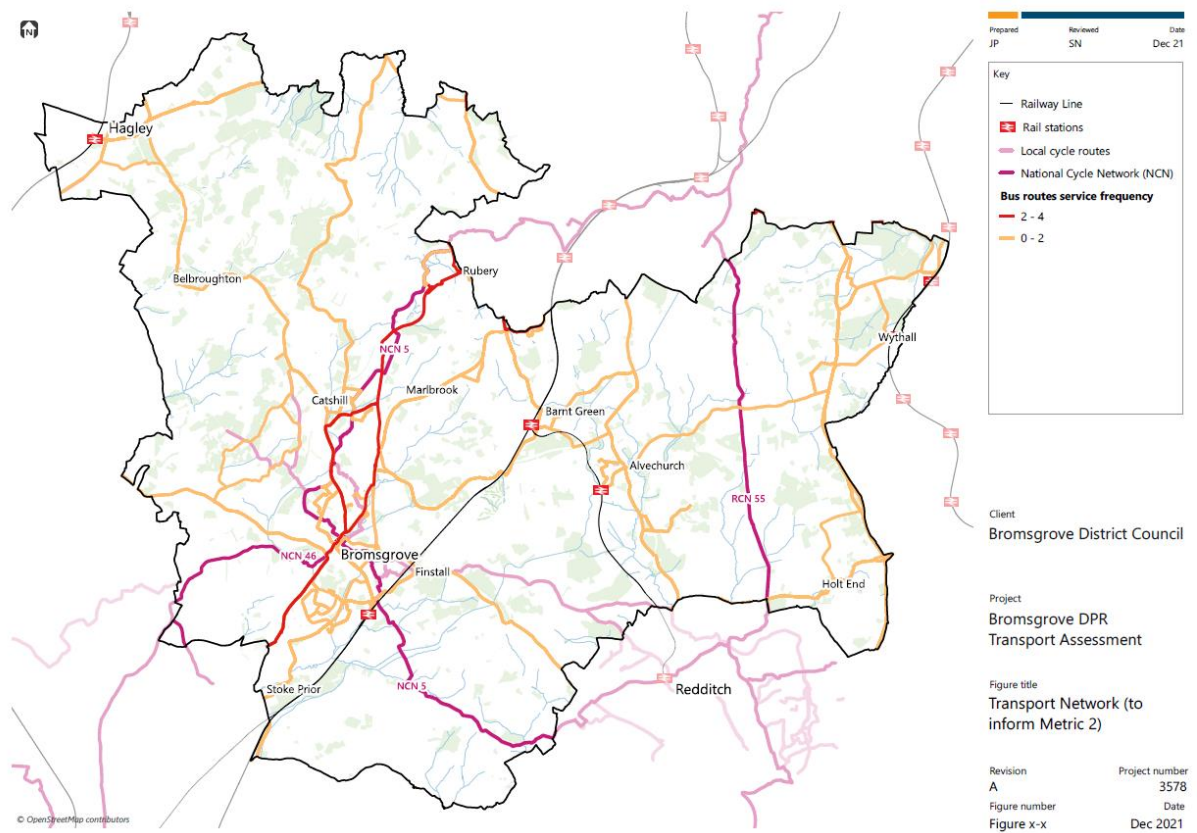 N
Hagley
Belbroughton
Rubery
NCN 5
Catshill
Marlbrook
Barnt Green
Wythall
Alvechurch
RCN 55
NCN 46
Bromsgrove
Finstall
Holt End
Stoke Prior
NCN 5
Redditch
© OpenStreetMap contributors
Prepared Reviewed Date
JP SN Dec 21
Key
Railway Line
Rail stations
Local cycle routes
National Cycle Network (NCN)
Bus routes service frequency
2 - 4
0 - 2
Client
Bromsgrove District Council
Project
Bromsgrove DPR
Transport Assessment
Figure title
Transport Network (to
inform Metric 2)
Revision Project number
A 3578
Figure number Date
Figure x-x Dec 2021